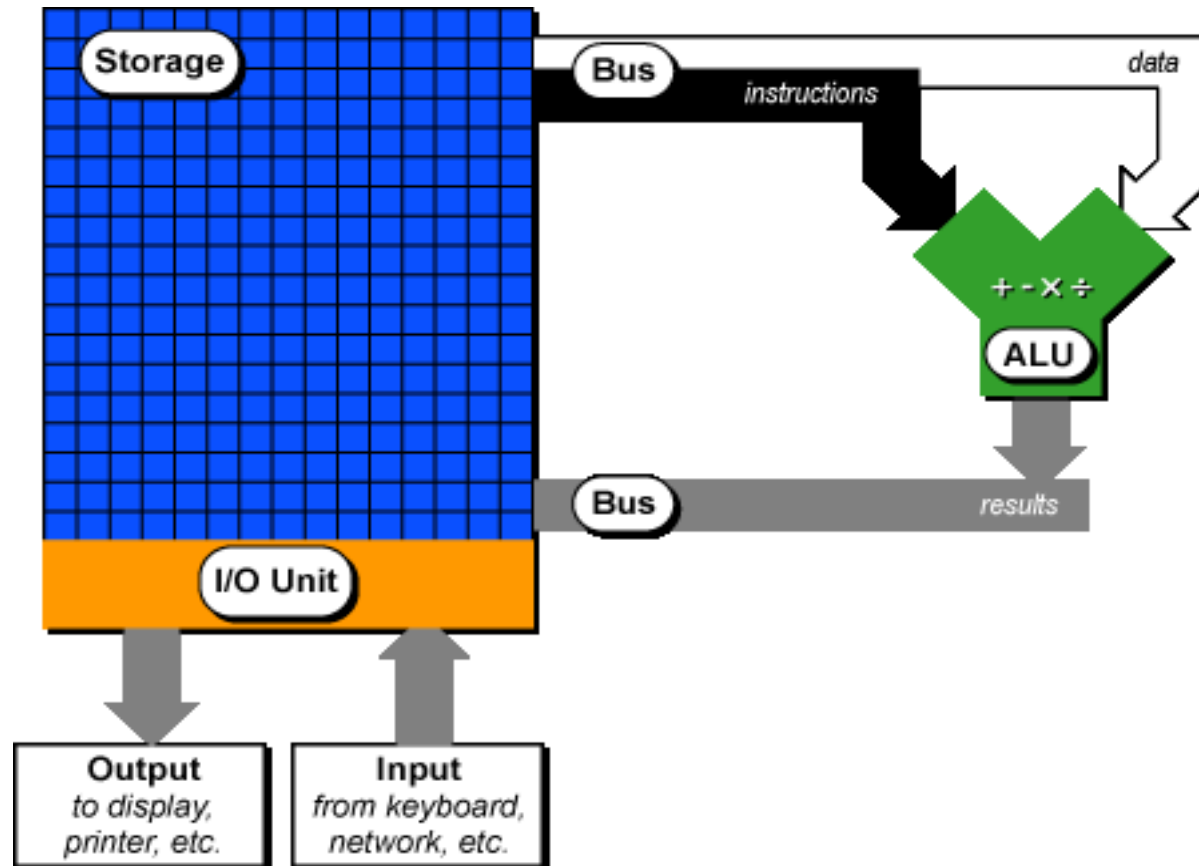 Storage
Bus
data
instructions
+ - × ÷
ALU
Bus
results
I/O Unit
Output
to display,
printer, etc.
Input
from keyboard,
network, etc.